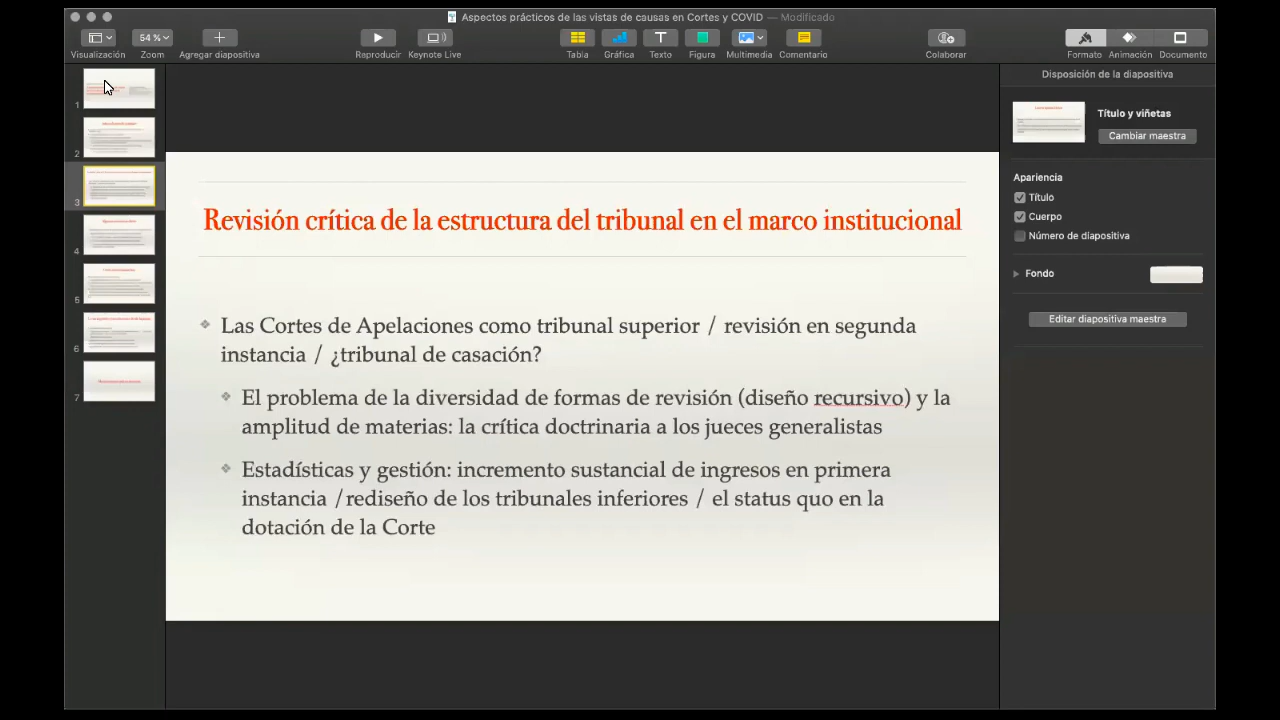 Aspectos prácticos de las vistas de causas en Cortes y COVID — Modificado
54 %
Visualización Zoom Agregar diapositiva Reproducir Keynote Live Tabla Gráfica Texto Figura Multimedia Comentario Colaborar Formato Animación Documento
Disposición de la diapositiva
Título y viñetas
Cambiar maestra
Apariencia
Título
Cuerpo
Número de diapositiva
Fondo
Editar diapositiva maestra
1
2
3
4
5
6
7
Revisión crítica de la estructura del tribunal en el marco institucional
Las Cortes de Apelaciones como tribunal superior / revisión en segunda
instancia / ¿tribunal de casación?
El problema de la diversidad de formas de revisión (diseño recursivo) y la
amplitud de materias: la crítica doctrinaria a los jueces generalistas
Estadísticas y gestión: incremento sustancial de ingresos en primera
instancia /rediseño de los tribunales inferiores / el status quo en la
dotación de la Corte